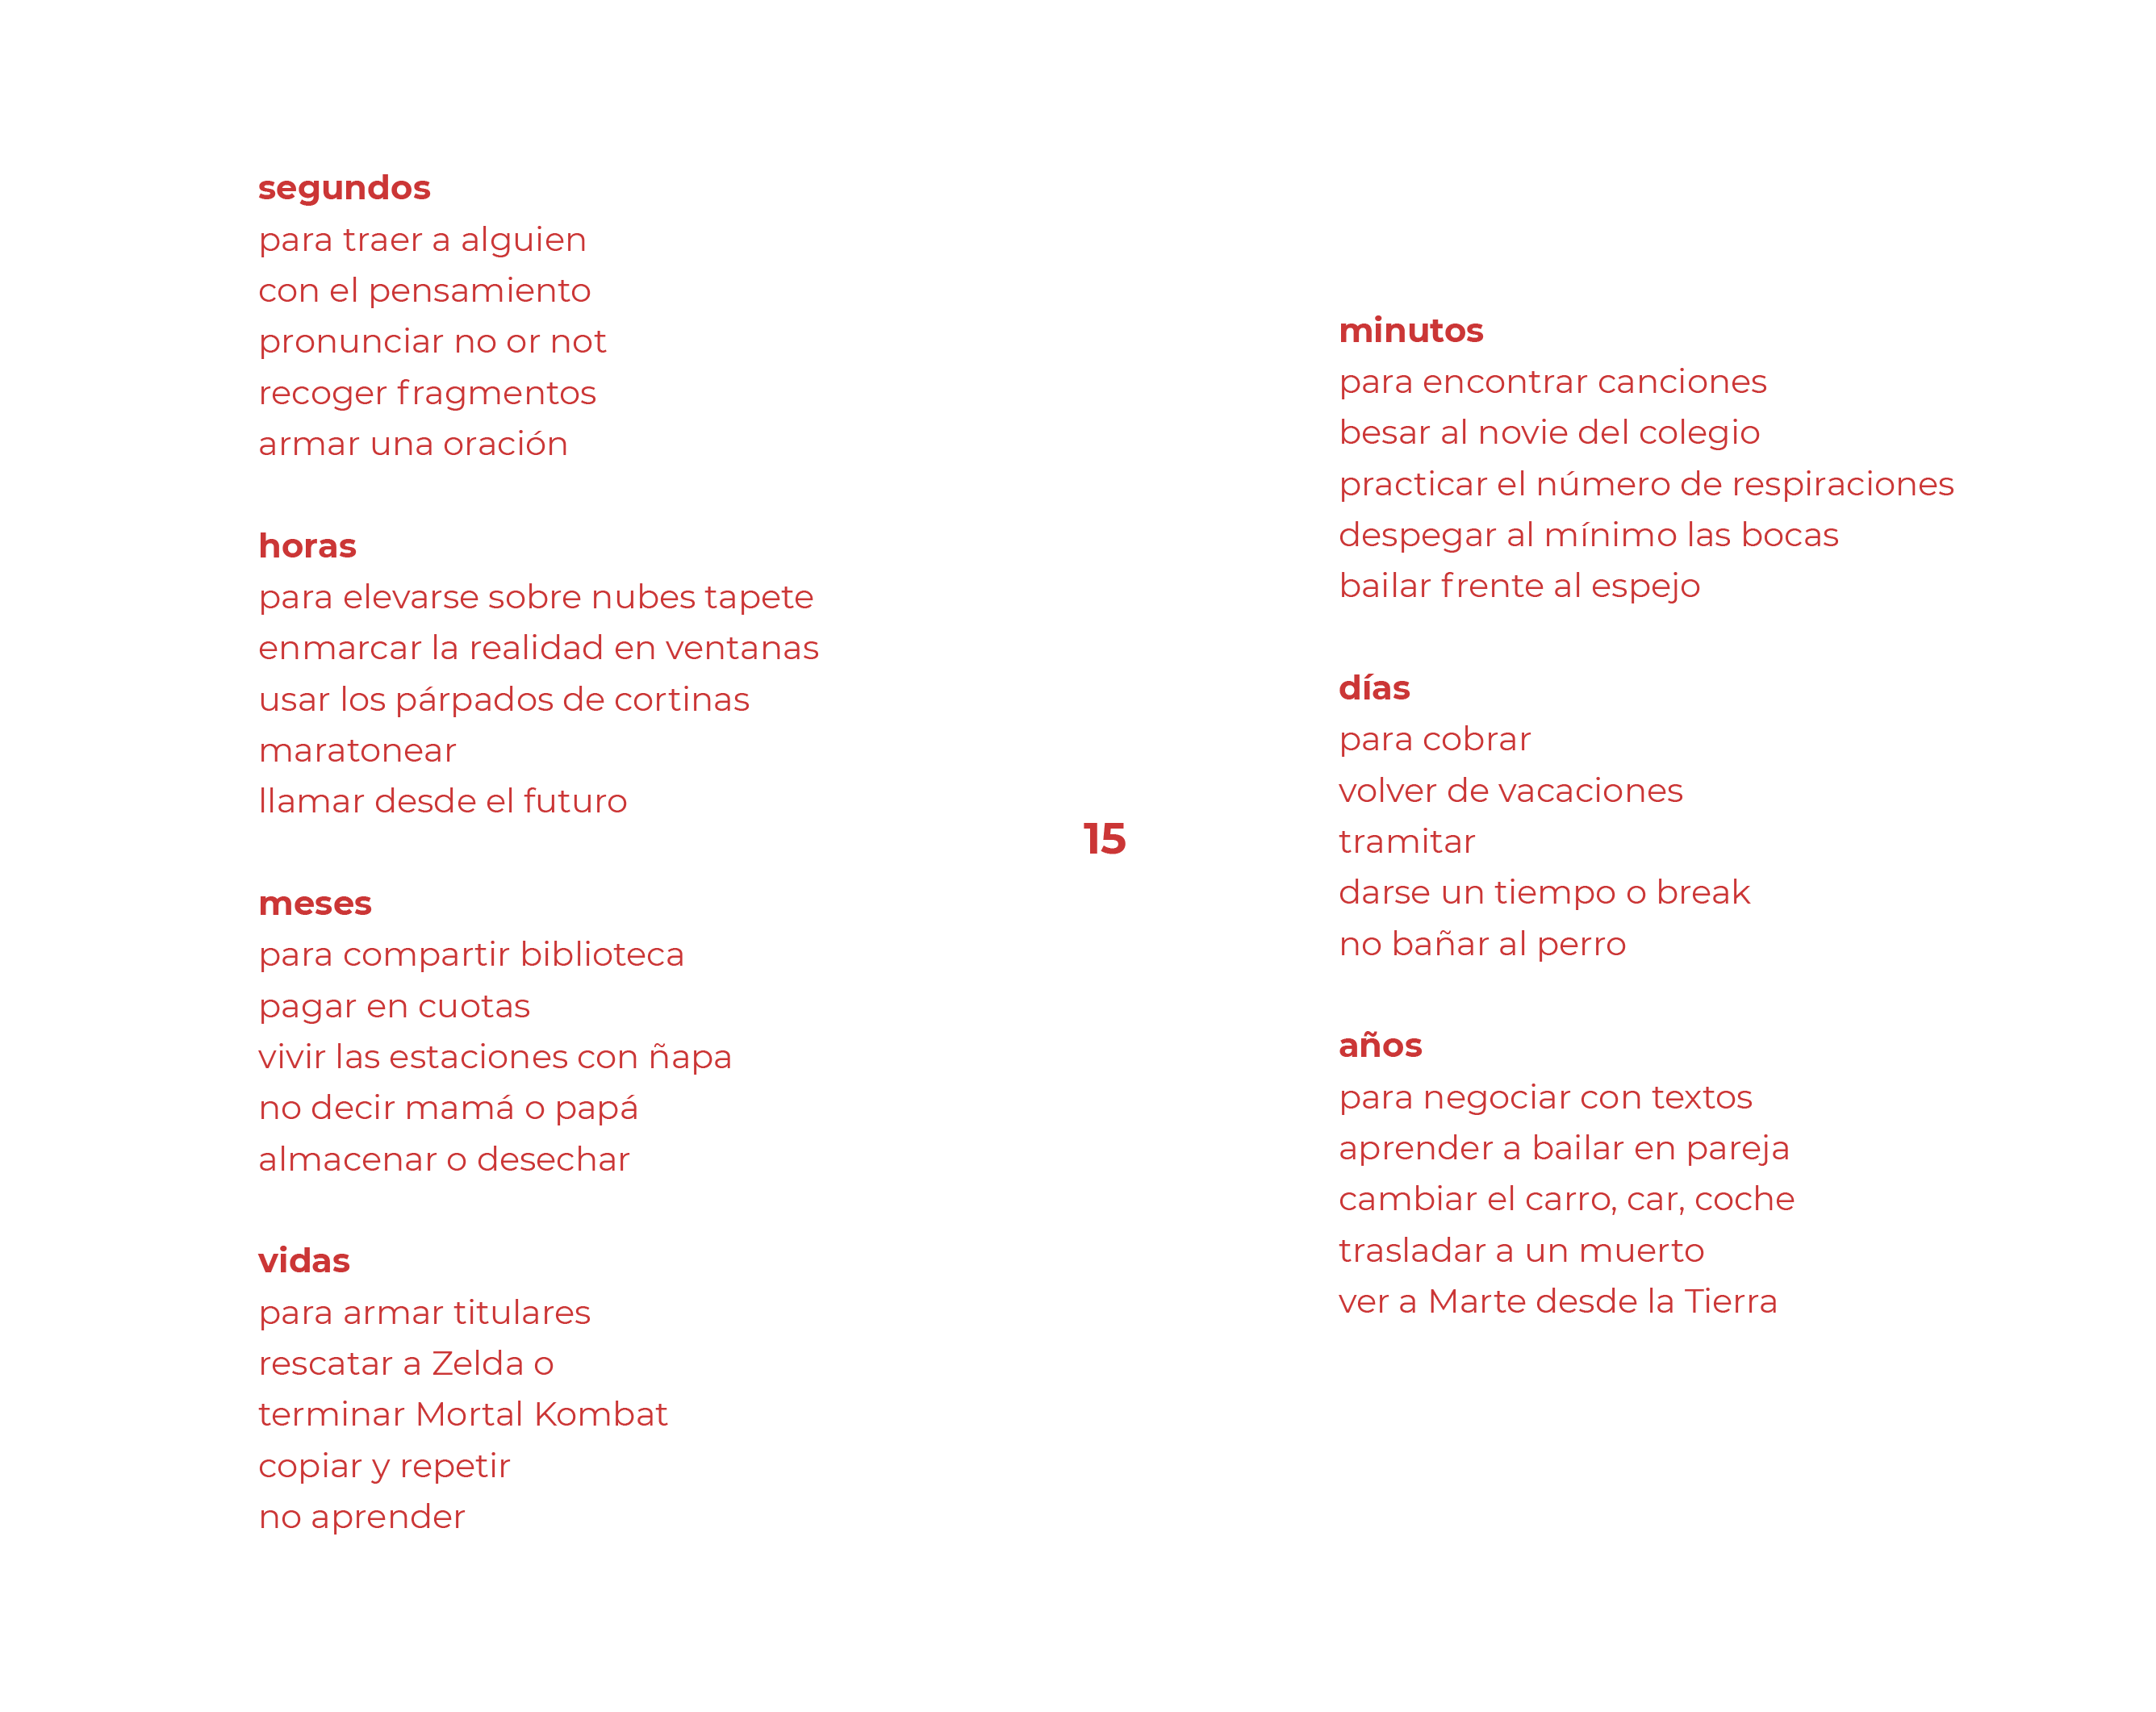 segundos
para traer a alguien
con el pensamiento
pronunciar no or not
recoger fragmentos
armar una oración
horas
para elevarse sobre nubes tapete
enmarcar la realidad en ventanas
usar los párpados de cortinas
maratonear
llamar desde el futuro
meses
para compartir biblioteca
pagar en cuotas
vivir las estaciones con ñapa
no decir mamá o papá
almacenar o desechar
vidas
para armar titulares
rescatar a Zelda o
terminar Mortal Kombat
copiar y repetir
no aprender
15
minutos
para encontrar canciones
besar al novie del colegio
practicar el número de respiraciones
despegar al mínimo las bocas
bailar frente al espejo
días
para cobrar
volver de vacaciones
tramitar
darse un tiempo o break
no bañar al perro
años
para negociar con textos
aprender a bailar en pareja
cambiar el carro, car, coche
trasladar a un muerto
ver a Marte desde la Tierra